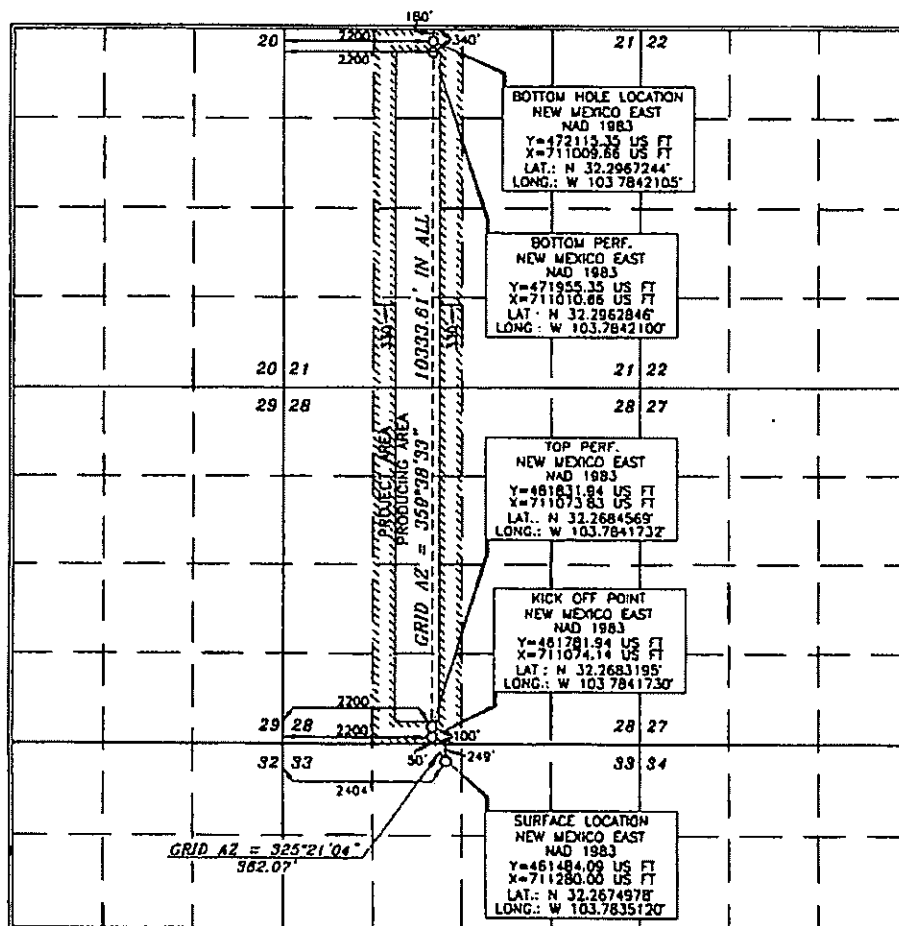 180'
20
2200'
340'
21 22
2200'
BOTTOM HOLE LOCATION
NEW MEXICO EAST
NAD 1983
Y=472115.35 US FT
X=711009.66 US FT
LAT.: N 32.2967244°
LONG.: W 103.7842105°
BOTTOM PERF.
NEW MEXICO EAST
NAD 1983
Y=471955.35 US FT
X=711010.66 US FT
LAT.: N 32.2962846°
LONG.: W 103.7842100°
330'
330'
10333.61' IN ALL
GRID AZ = 359°38'33"
PROJECT AREA
PRODUCING AREA
20 21
21 22
29 28
28 27
TOP PERF.
NEW MEXICO EAST
NAD 1983
Y=461831.94 US FT
X=711073.83 US FT
LAT.: N 32.2684569°
LONG.: W 103.7841732°
KICK OFF POINT
NEW MEXICO EAST
NAD 1983
Y=461781.94 US FT
X=711074.14 US FT
LAT.: N 32.2683195°
LONG.: W 103.7841730°
2200'
29 28
28 27
2200'
100'
32 33
50'
249'
33 34
2404'
SURFACE LOCATION
NEW MEXICO EAST
NAD 1983
Y=461484.09 US FT
X=711280.00 US FT
LAT.: N 32.2674978°
LONG.: W 103.7835120°
GRID AZ = 325°21'04"
362.07'